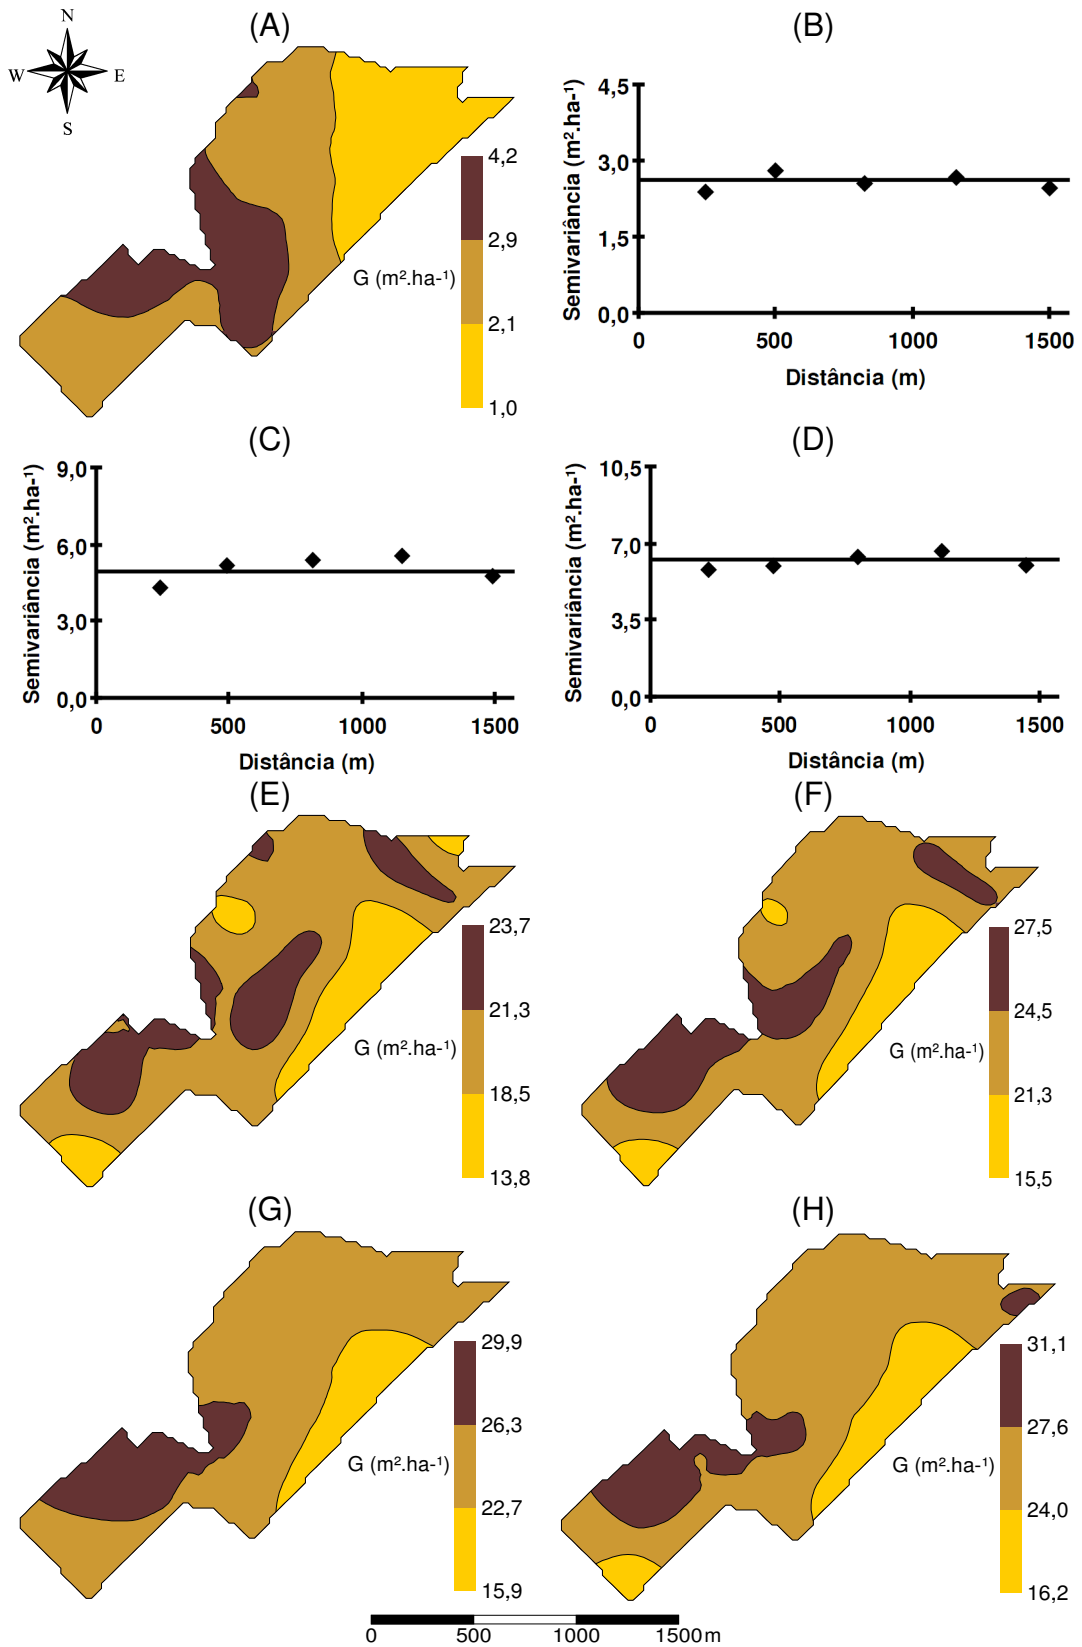 N
W E
S
(A)
4,2
2,9
2,1
1,0
G (m².ha-¹)
(B)
Semivariância (m².ha-¹)
4,5
3,0
1,5
0,0
0 500 1000 1500
Distância (m)
(C)
Semivariância (m².ha-¹)
9,0
6,0
3,0
0,0
0 500 1000 1500
Distância (m)
(D)
Semivariância (m².ha-¹)
10,5
7,0
3,5
0,0
0 500 1000 1500
Distância (m)
(E)
23,7
21,3
18,5
13,8
G (m².ha-¹)
(F)
27,5
24,5
21,3
15,5
G (m².ha-¹)
(G)
29,9
26,3
22,7
15,9
G (m².ha-¹)
(H)
31,1
27,6
24,0
16,2
G (m².ha-¹)
0 500 1000 1500m